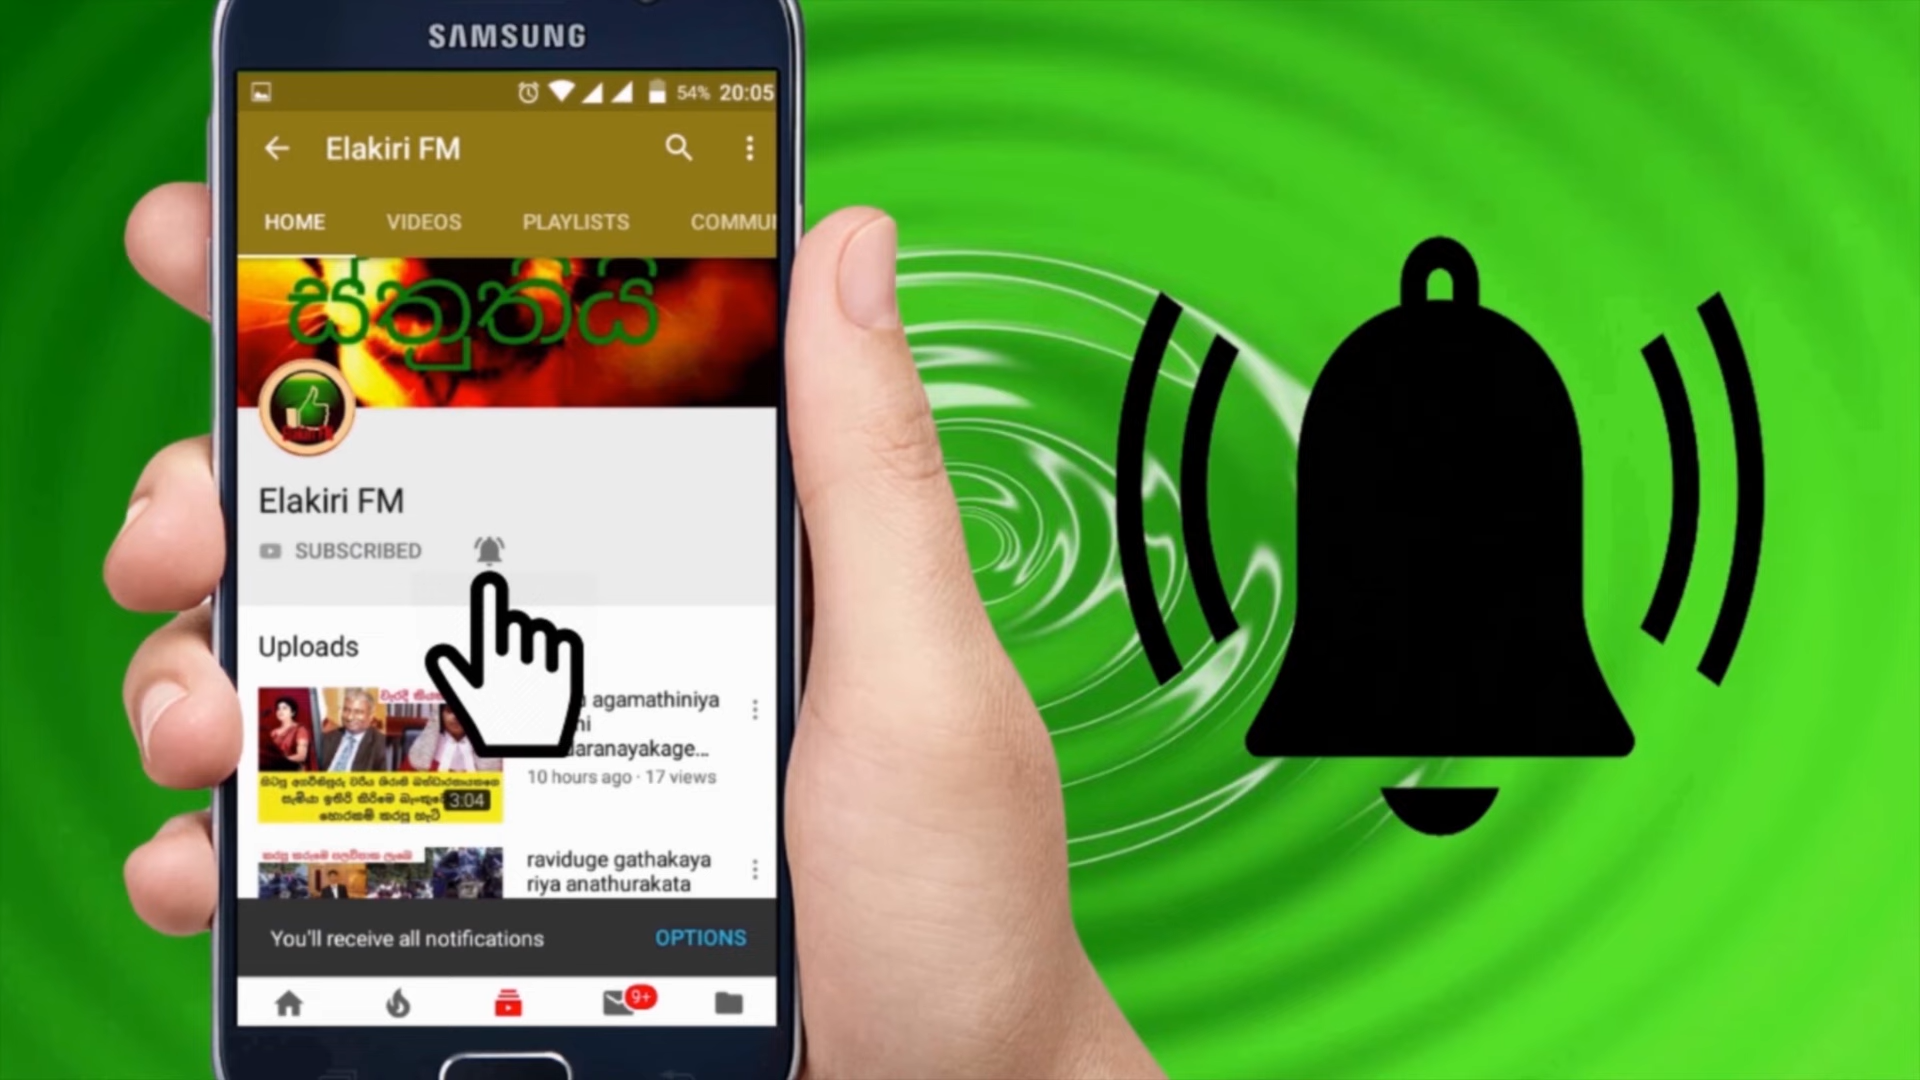 SAMSUNG
54% 20:05
Elakiri FM
HOME VIDEOS PLAYLISTS COMMU
ස්තුතියි
Elakiri FM
SUBSCRIBED
Uploads
agamathiniya
aranayakage...
10 hours ago · 17 views
3:04
raviduge gathakaya
riya anathurakata
You'll receive all notifications OPTIONS
9+